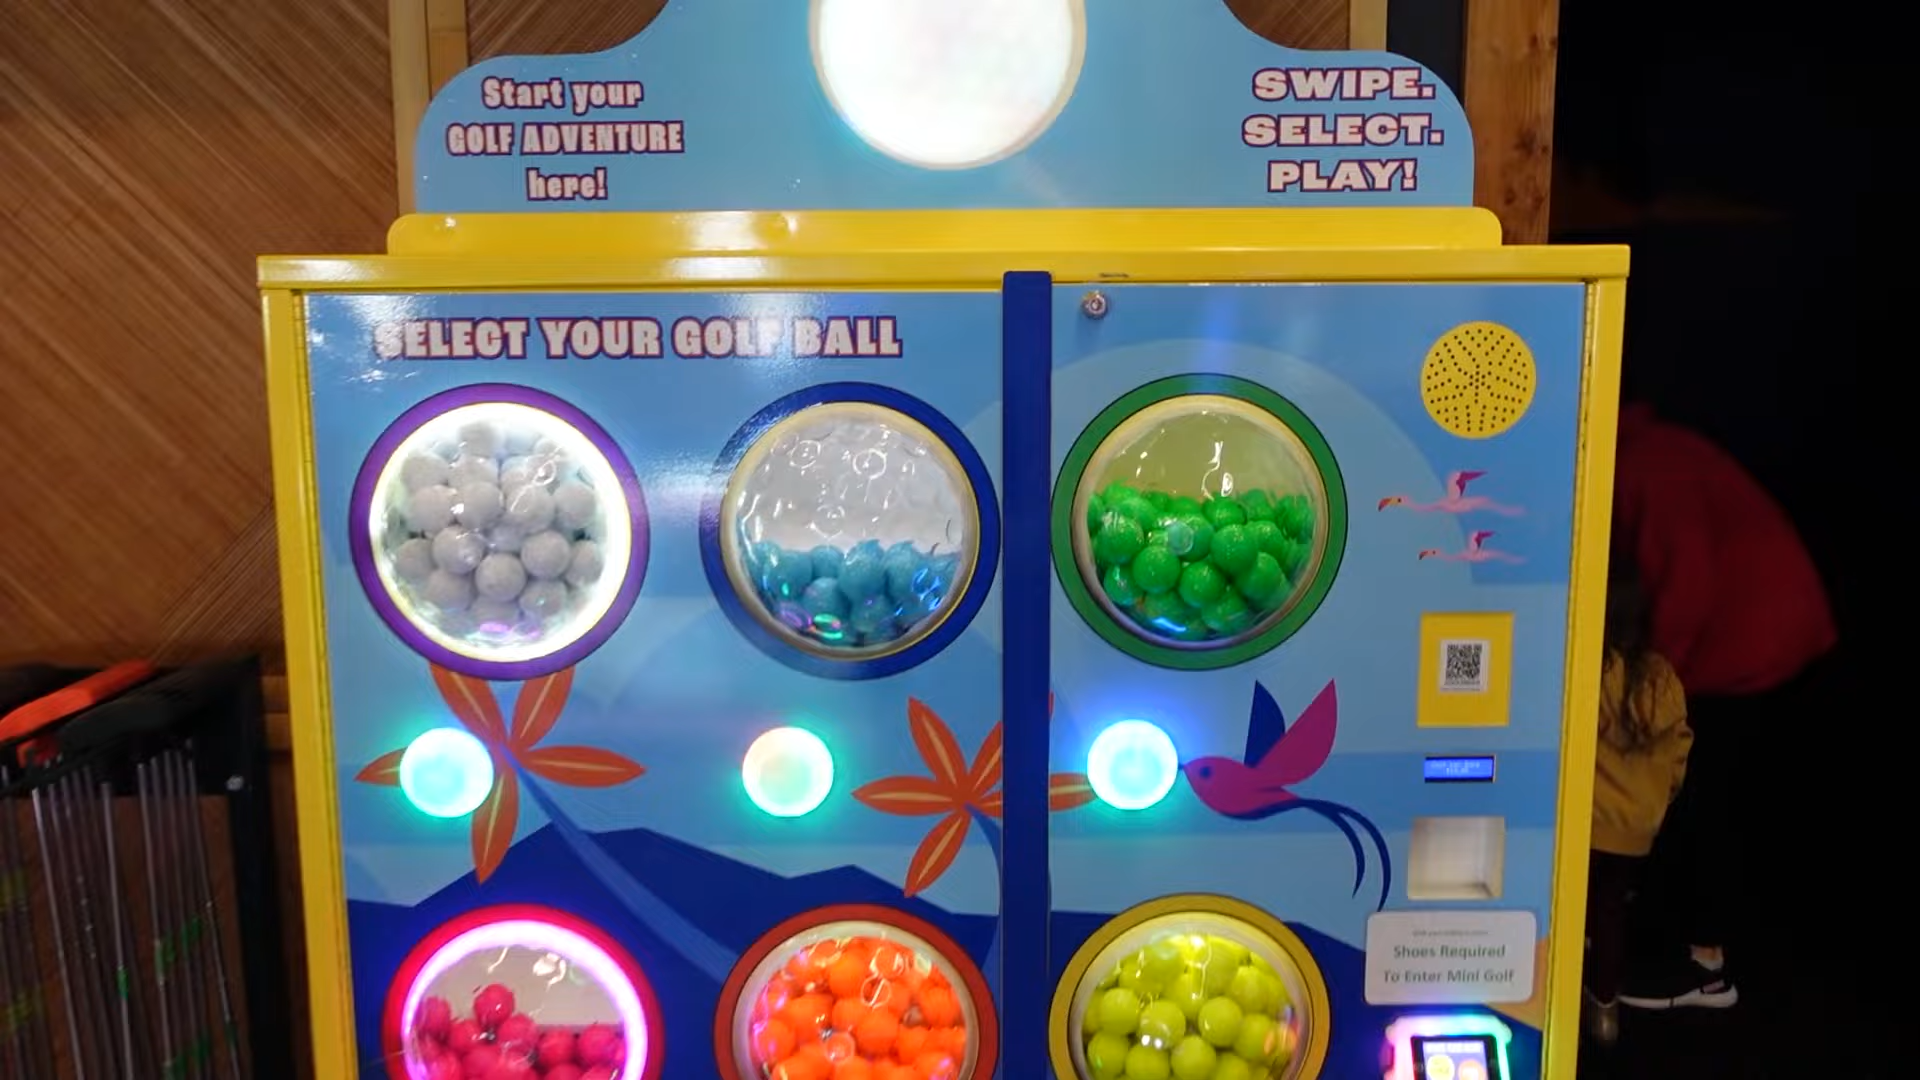 Start your
GOLF ADVENTURE
here!
SWIPE.
SELECT.
PLAY!
SELECT YOUR GOLF BALL
Shoes Required
To Enter Mini Golf